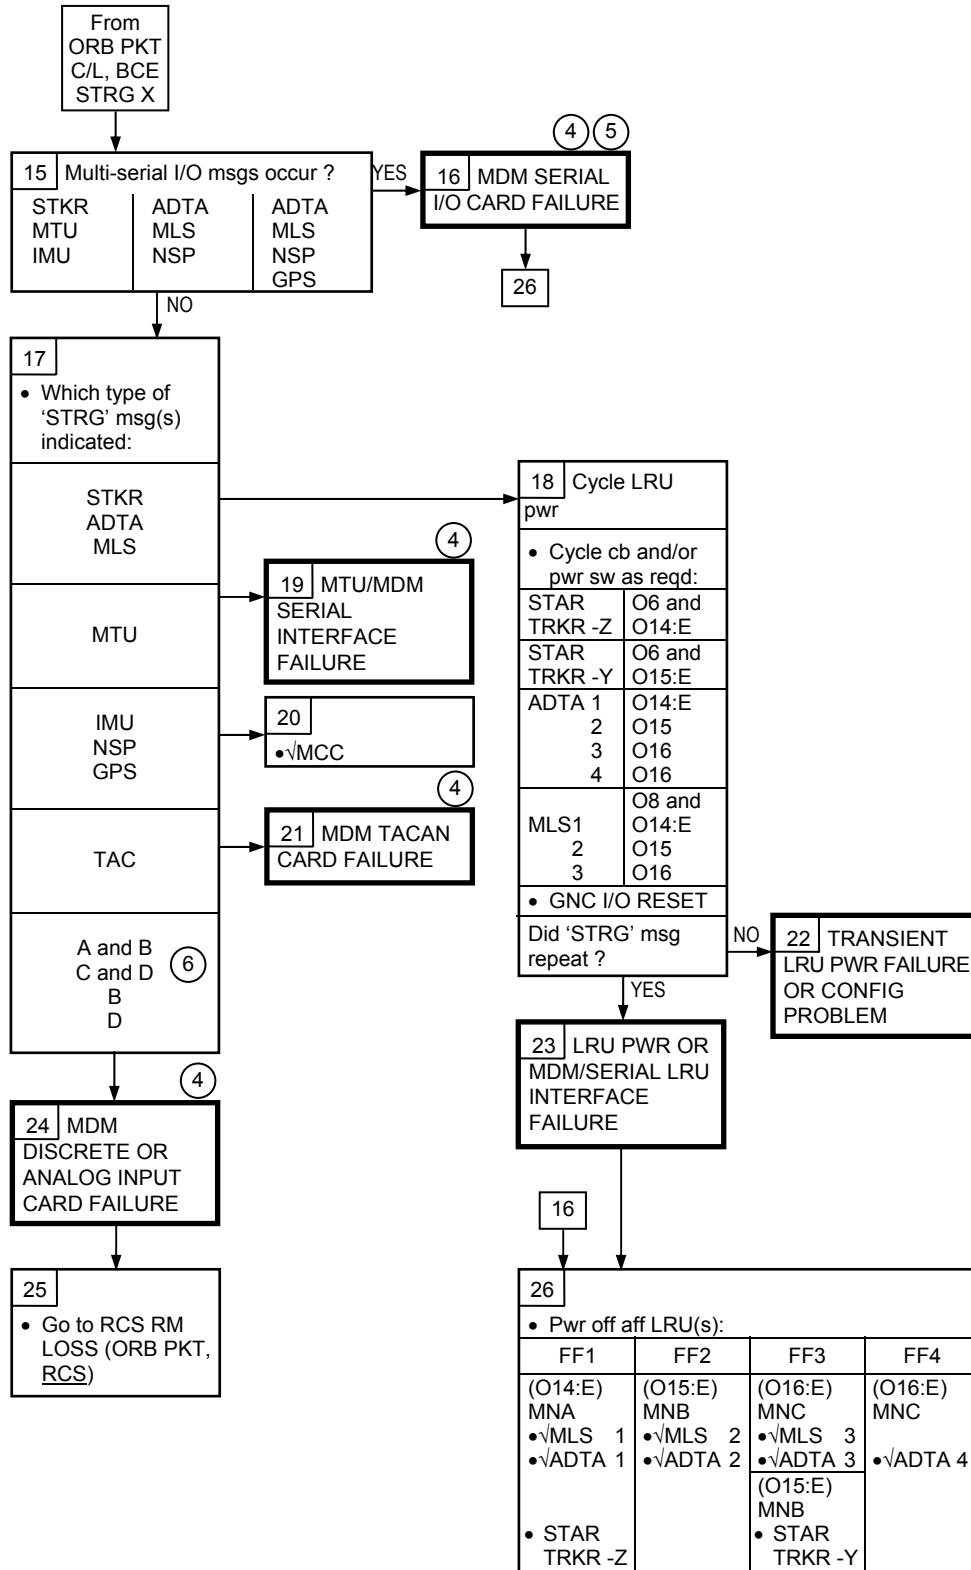 From
ORB PKT
C/L, BCE
STRG X
4 5
15 Multi-serial I/O msgs occur ?
STKR ADTA ADTA
MTU MLS MLS
IMU NSP NSP
GPS
YES
16 MDM SERIAL
I/O CARD FAILURE
26
NO
17
• Which type of
‘STRG’ msg(s)
indicated:
STKR
ADTA
MLS
MTU
IMU
NSP
GPS
TAC
A and B
C and D
B
D
6
18 Cycle LRU
pwr
• Cycle cb and/or
pwr sw as reqd:
STAR O6 and
TRKR -Z O14:E
STAR O6 and
TRKR -Y O15:E
ADTA 1 O14:E
2 O15
3 O16
4 O16
O8 and
MLS1 O14:E
2 O15
3 O16
• GNC I/O RESET
Did ‘STRG’ msg
repeat ?
4
19 MTU/MDM
SERIAL
INTERFACE
FAILURE
20
•√MCC
4
21 MDM TACAN
CARD FAILURE
NO
22 TRANSIENT
LRU PWR FAILURE
OR CONFIG
PROBLEM
YES
23 LRU PWR OR
MDM/SERIAL LRU
INTERFACE
FAILURE
4
24 MDM
DISCRETE OR
ANALOG INPUT
CARD FAILURE
25
• Go to RCS RM
LOSS (ORB PKT,
RCS)
16
26
• Pwr off aff LRU(s):
FF1 FF2 FF3 FF4
(O14:E) (O15:E) (O16:E) (O16:E)
MNA MNB MNC MNC
•√MLS 1 •√MLS 2 •√MLS 3
•√ADTA 1 •√ADTA 2 •√ADTA 3 •√ADTA 4
(O15:E)
MNB
• STAR • STAR
TRKR -Z TRKR -Y